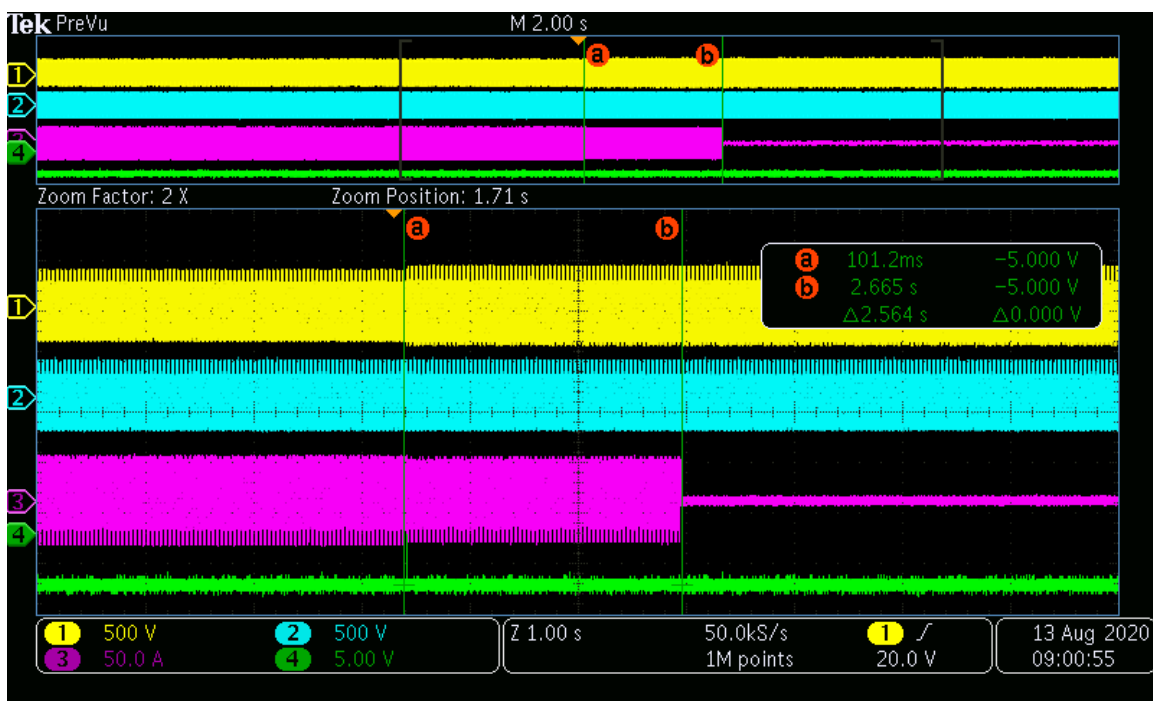 Tek PreVu M 2.00 s
a b
1
2
3
4
Zoom Factor: 2 X Zoom Position: 1.71 s
a b
a 101.2ms -5.000 V
b 2.665 s -5.000 V
△2.564 s △0.000 V
1
2
3
4
1 500 V 2 500 V Z 1.00 s 50.0kS/s 1 ∫ 13 Aug 2020
3 50.0 A 4 5.00 V 1M points 20.0 V 09:00:55